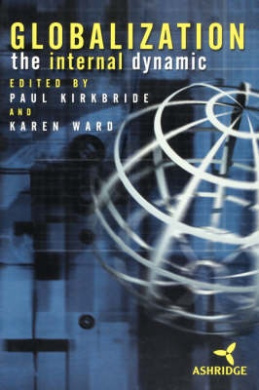 GLOBALIZATION
the internal dynamic
EDITED BY
PAUL KIRKBRIDE
AND
KAREN WARD
ASHRIDGE